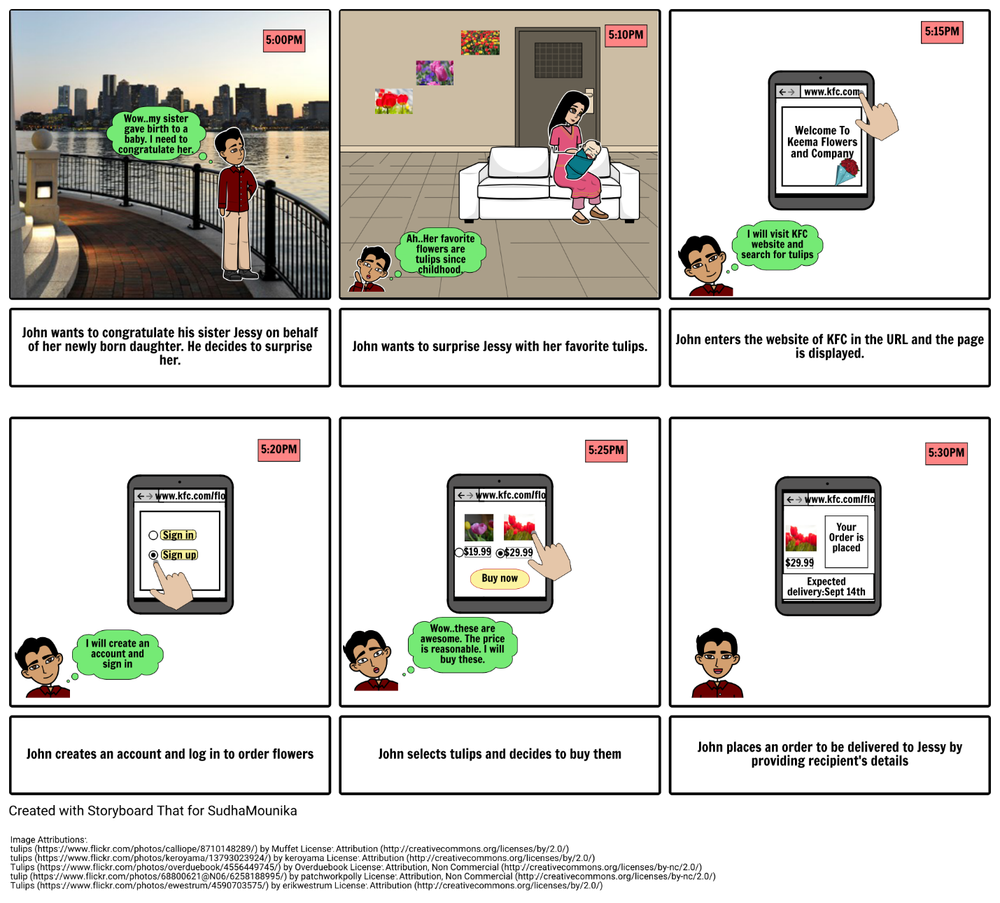 5:00PM
Wow..my sister
gave birth to a
baby. I need to
congratulate her.
5:10PM
Ah..Her favorite
flowers are
tulips since
childhood.
5:15PM
www.kfc.com
Welcome To
Keema Flowers
and Company
I will visit KFC
website and
search for tulips
John wants to congratulate his sister Jessy on behalf
of her newly born daughter. He decides to surprise
her.
John wants to surprise Jessy with her favorite tulips.
John enters the website of KFC in the URL and the page
is displayed.
5:20PM
www.kfc.com/flo
Sign in
Sign up
I will create an
account and
sign in
5:25PM
www.kfc.com/flo
$19.99
$29.99
Buy now
Wow..these are
awesome. The price
is reasonable. I will
buy these.
5:30PM
www.kfc.com/flo
Your
Order is
placed
$29.99
Expected
delivery:Sept 14th
John creates an account and log in to order flowers
John selects tulips and decides to buy them
John places an order to be delivered to Jessy by
providing recipient's details
Created with Storyboard That for SudhaMounika
Image Attributions:
tulips (https://www.flickr.com/photos/calliope/8710148289/) by Muffet License: Attribution (http://creativecommons.org/licenses/by/2.0/)
tulips (https://www.flickr.com/photos/keroyama/13793023924/) by keroyama License: Attribution (http://creativecommons.org/licenses/by/2.0/)
Tulips (https://www.flickr.com/photos/overduebook/4556449745/) by Overduebook License: Attribution, Non Commercial (http://creativecommons.org/licenses/by-nc/2.0/)
tulip (https://www.flickr.com/photos/68800621@N06/6258188995/) by patchworkpolly License: Attribution, Non Commercial (http://creativecommons.org/licenses/by-nc/2.0/)
Tulips (https://www.flickr.com/photos/ewestrum/4590703575/) by erikwestrum License: Attribution (http://creativecommons.org/licenses/by/2.0/)